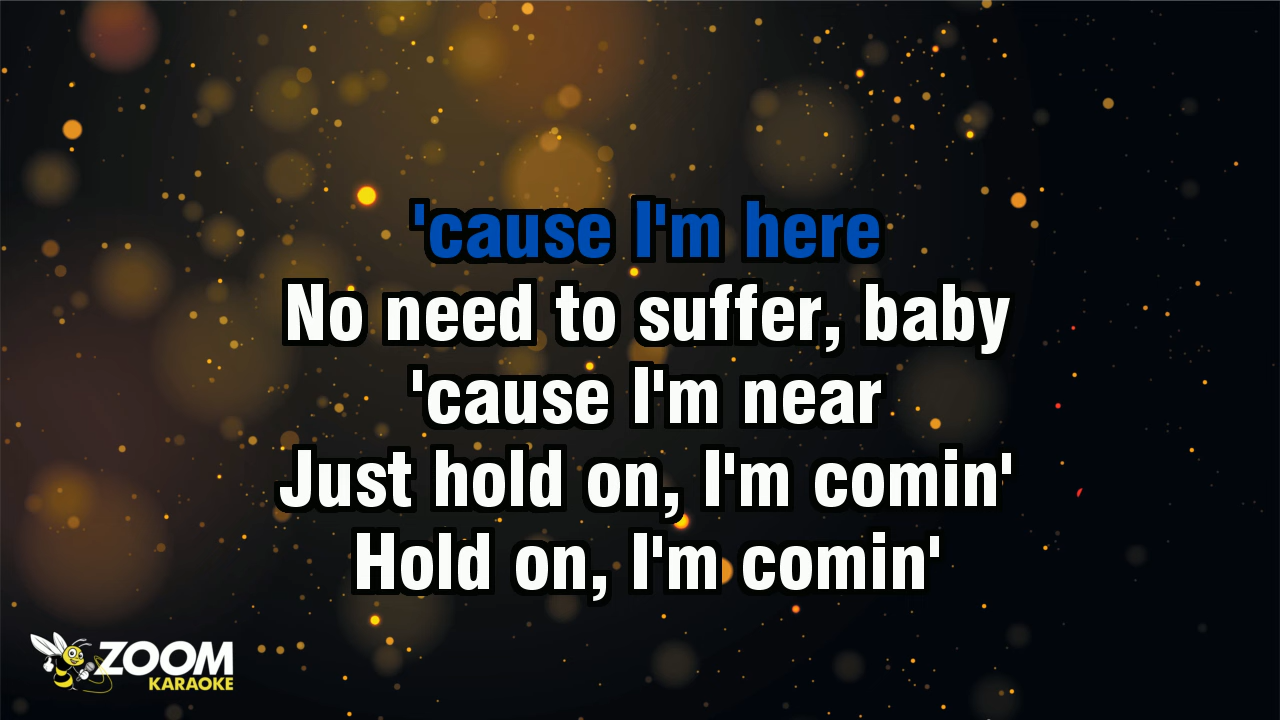 'cause I'm here
No need to suffer, baby
'cause I'm near
Just hold on, I'm comin'
Hold on, I'm comin'
ZOOM
KARAOKE